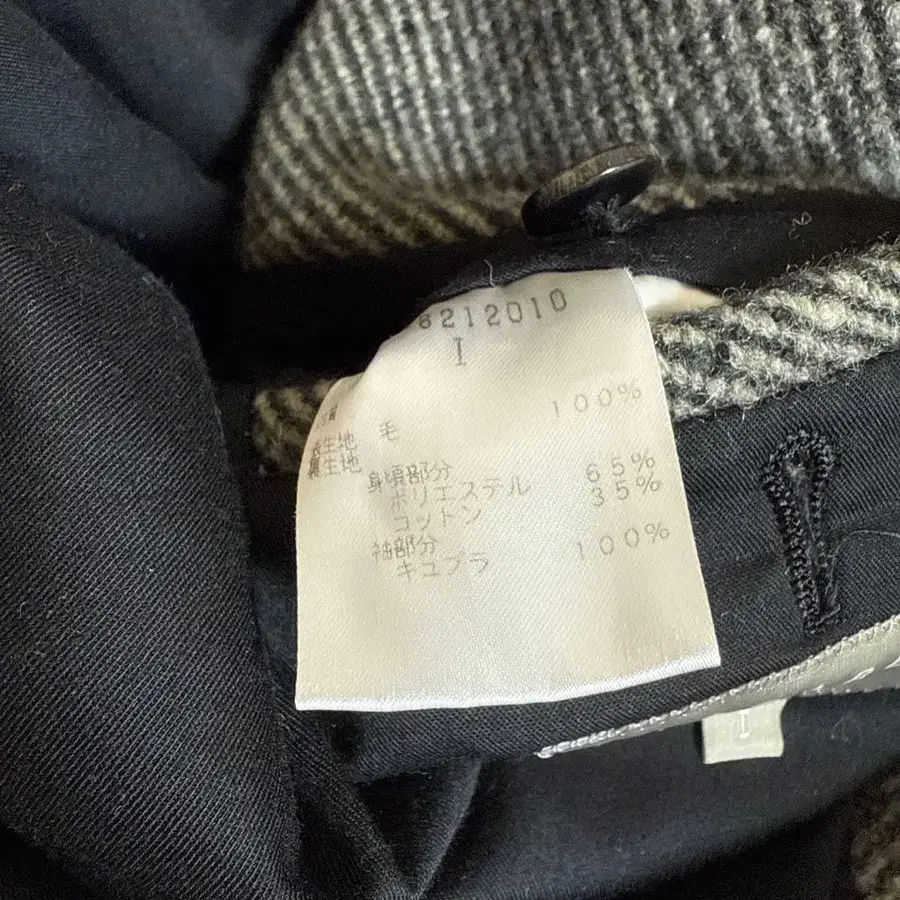 6212010
I
表生地 毛 100%
裏生地
身頃部分
ポリエステル 65%
コットン 35%
袖部分
キュプラ 100%
I